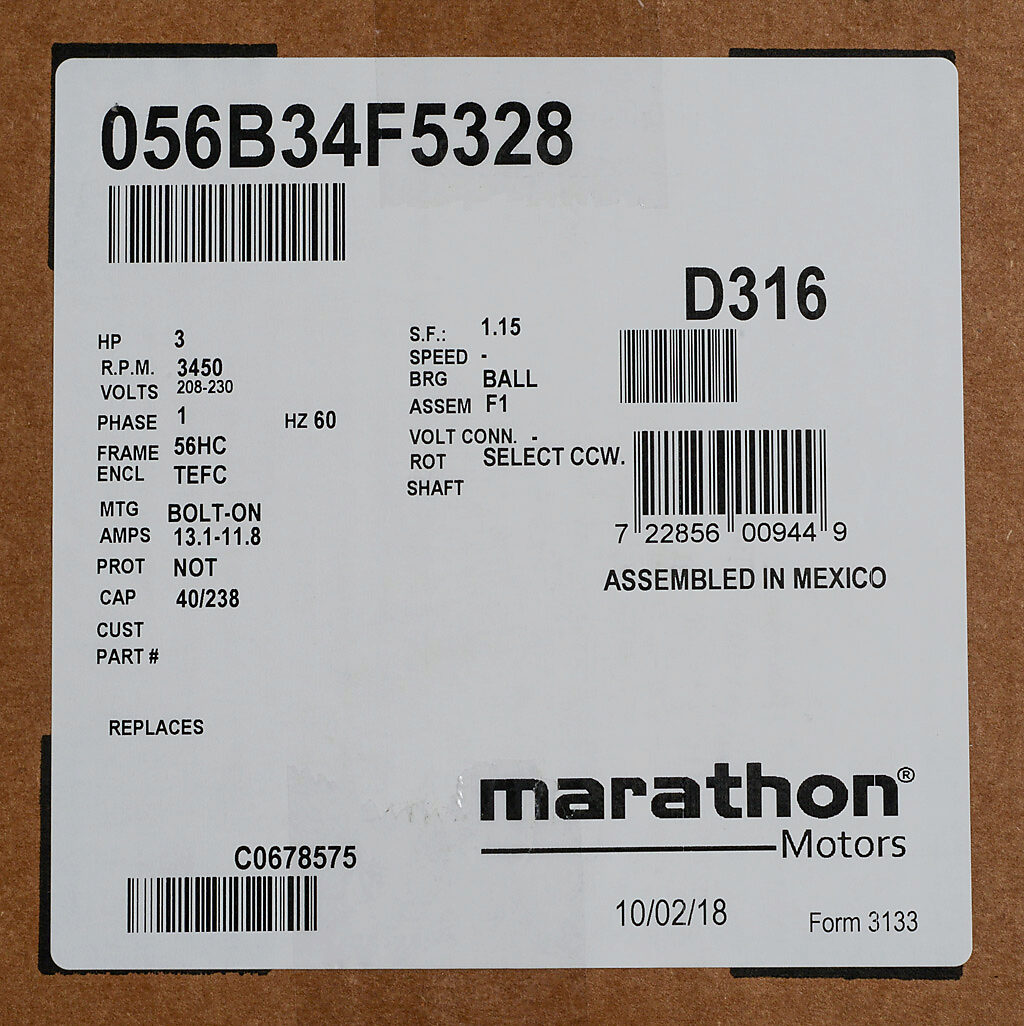 056B34F5328
D316
HP 3
R.P.M. 3450
VOLTS 208-230
PHASE 1 HZ 60
FRAME 56HC
ENCL TEFC
MTG BOLT-ON
AMPS 13.1-11.8
PROT NOT
CAP 40/238
CUST
PART #
REPLACES
S.F.: 1.15
SPEED -
BRG BALL
ASSEM F1
VOLT CONN. -
ROT SELECT CCW.
SHAFT
7 22856 00944 9
ASSEMBLED IN MEXICO
marathon®
Motors
C0678575
10/02/18
Form 3133